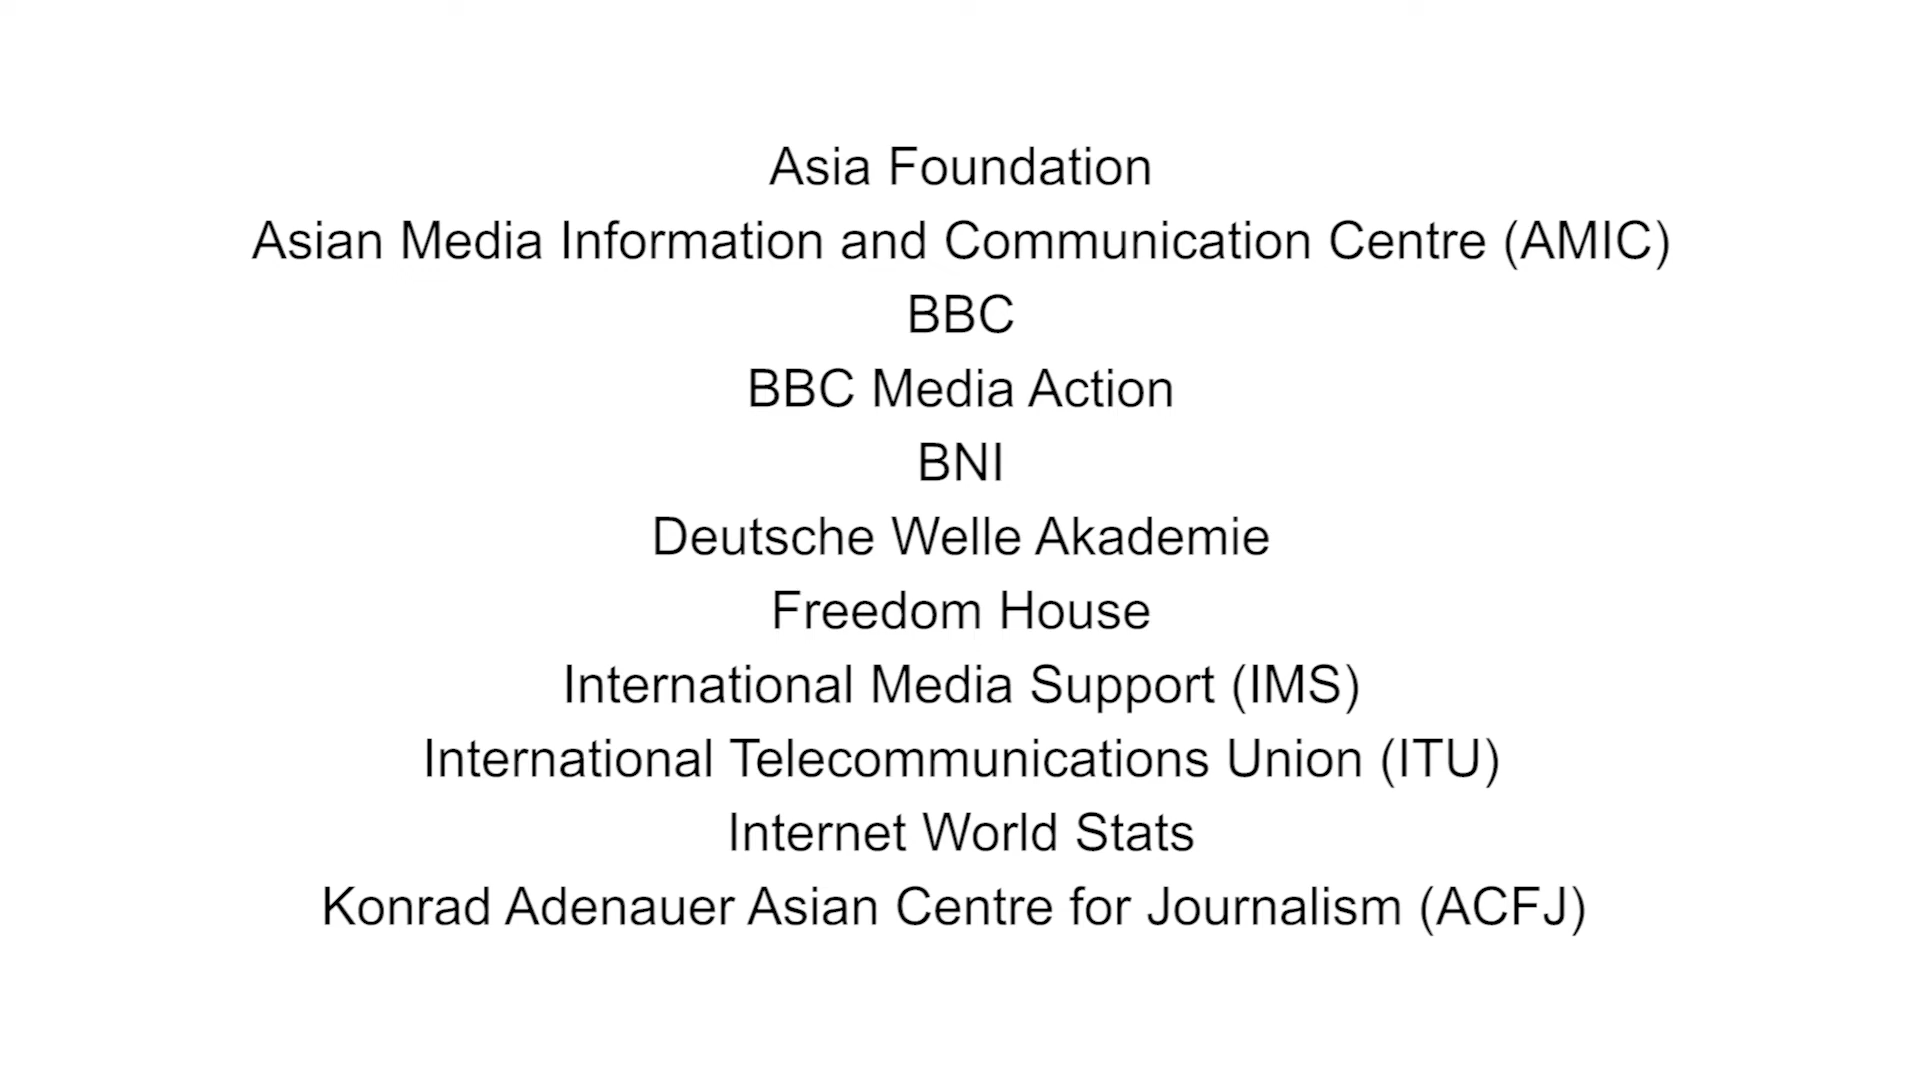 Asia Foundation
Asian Media Information and Communication Centre (AMIC)
BBC
BBC Media Action
BNI
Deutsche Welle Akademie
Freedom House
International Media Support (IMS)
International Telecommunications Union (ITU)
Internet World Stats
Konrad Adenauer Asian Centre for Journalism (ACFJ)